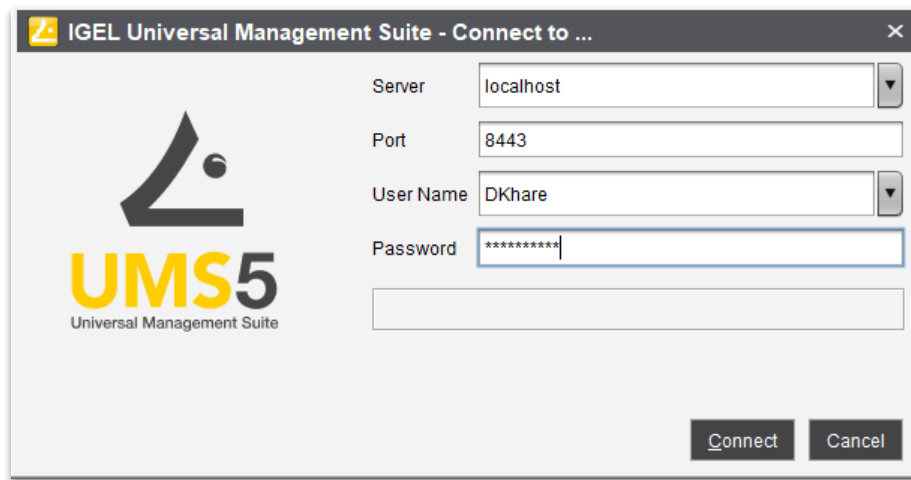 IGEL Universal Management Suite - Connect to ...
Server localhost
Port 8443
User Name DKhare
Password **********
UMS5
Universal Management Suite
Connect Cancel